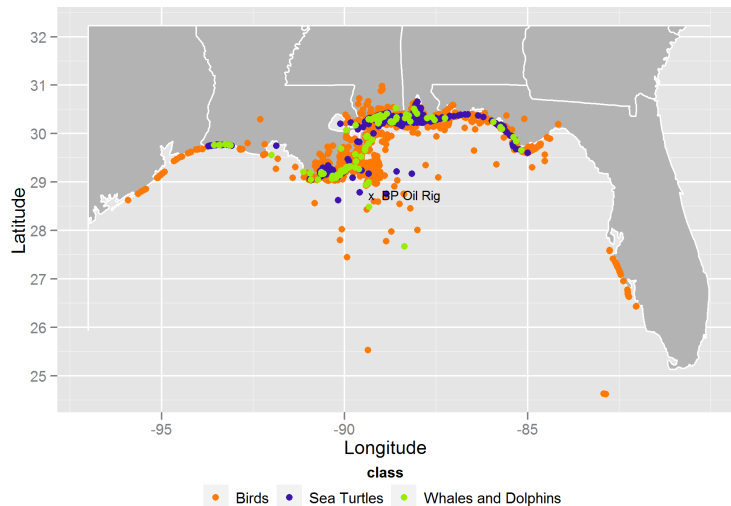 32
31
30
29
28
27
26
25
Latitude
x BP Oil Rig
-95
-90
-85
Longitude
class
Birds
Sea Turtles
Whales and Dolphins